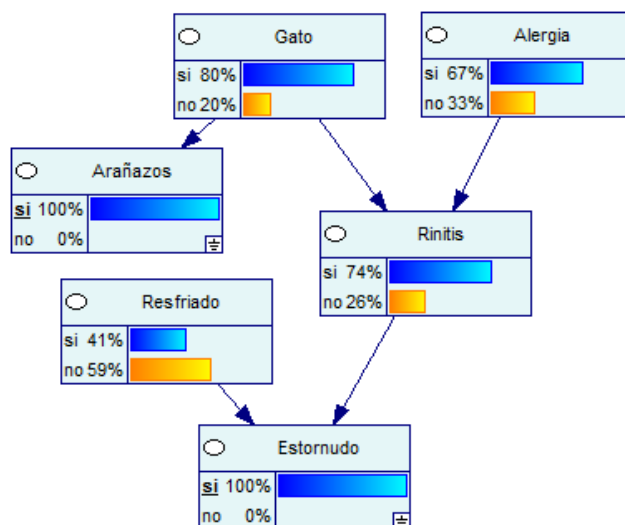 Gato
si 80%
no 20%
Alergia
si 67%
no 33%
Arañazos
si 100%
no 0%
Rinitis
si 74%
no 26%
Resfriado
si 41%
no 59%
Estornudo
si 100%
no 0%